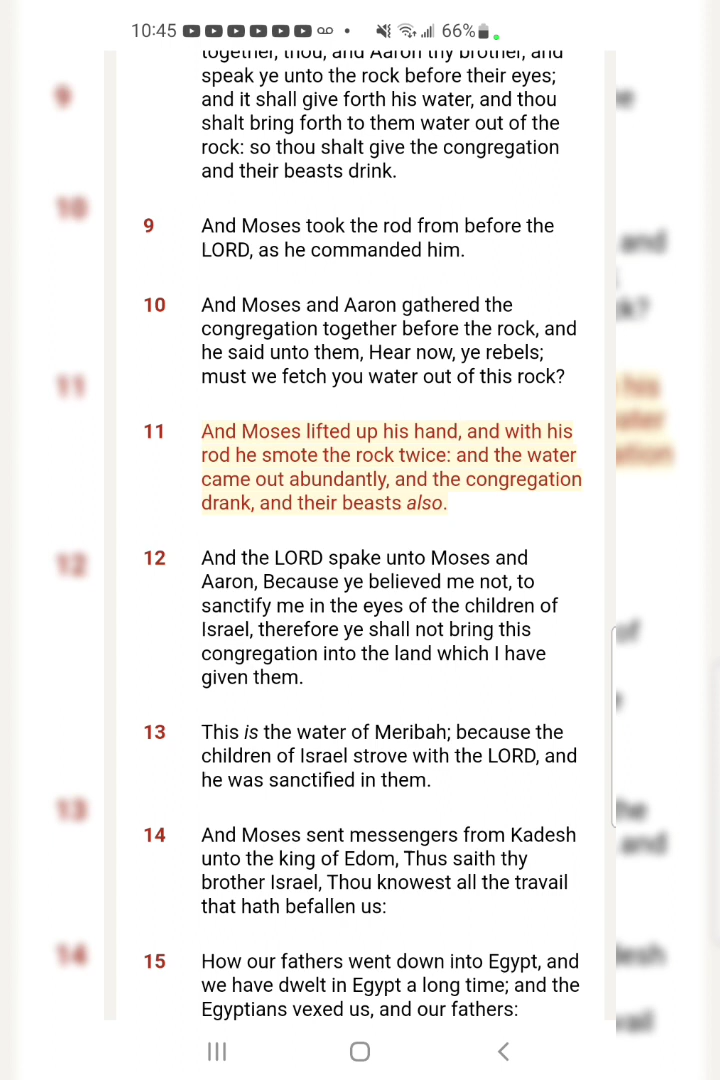 10:45
66%
together, thou, and Aaron thy brother, and
speak ye unto the rock before their eyes;
and it shall give forth his water, and thou
shalt bring forth to them water out of the
rock: so thou shalt give the congregation
and their beasts drink.
9 And Moses took the rod from before the
LORD, as he commanded him.
10 And Moses and Aaron gathered the
congregation together before the rock, and
he said unto them, Hear now, ye rebels;
must we fetch you water out of this rock?
11 And Moses lifted up his hand, and with his
rod he smote the rock twice: and the water
came out abundantly, and the congregation
drank, and their beasts also.
12 And the LORD spake unto Moses and
Aaron, Because ye believed me not, to
sanctify me in the eyes of the children of
Israel, therefore ye shall not bring this
congregation into the land which I have
given them.
13 This is the water of Meribah; because the
children of Israel strove with the LORD, and
he was sanctified in them.
14 And Moses sent messengers from Kadesh
unto the king of Edom, Thus saith thy
brother Israel, Thou knowest all the travail
that hath befallen us:
15 How our fathers went down into Egypt, and
we have dwelt in Egypt a long time; and the
Egyptians vexed us, and our fathers: